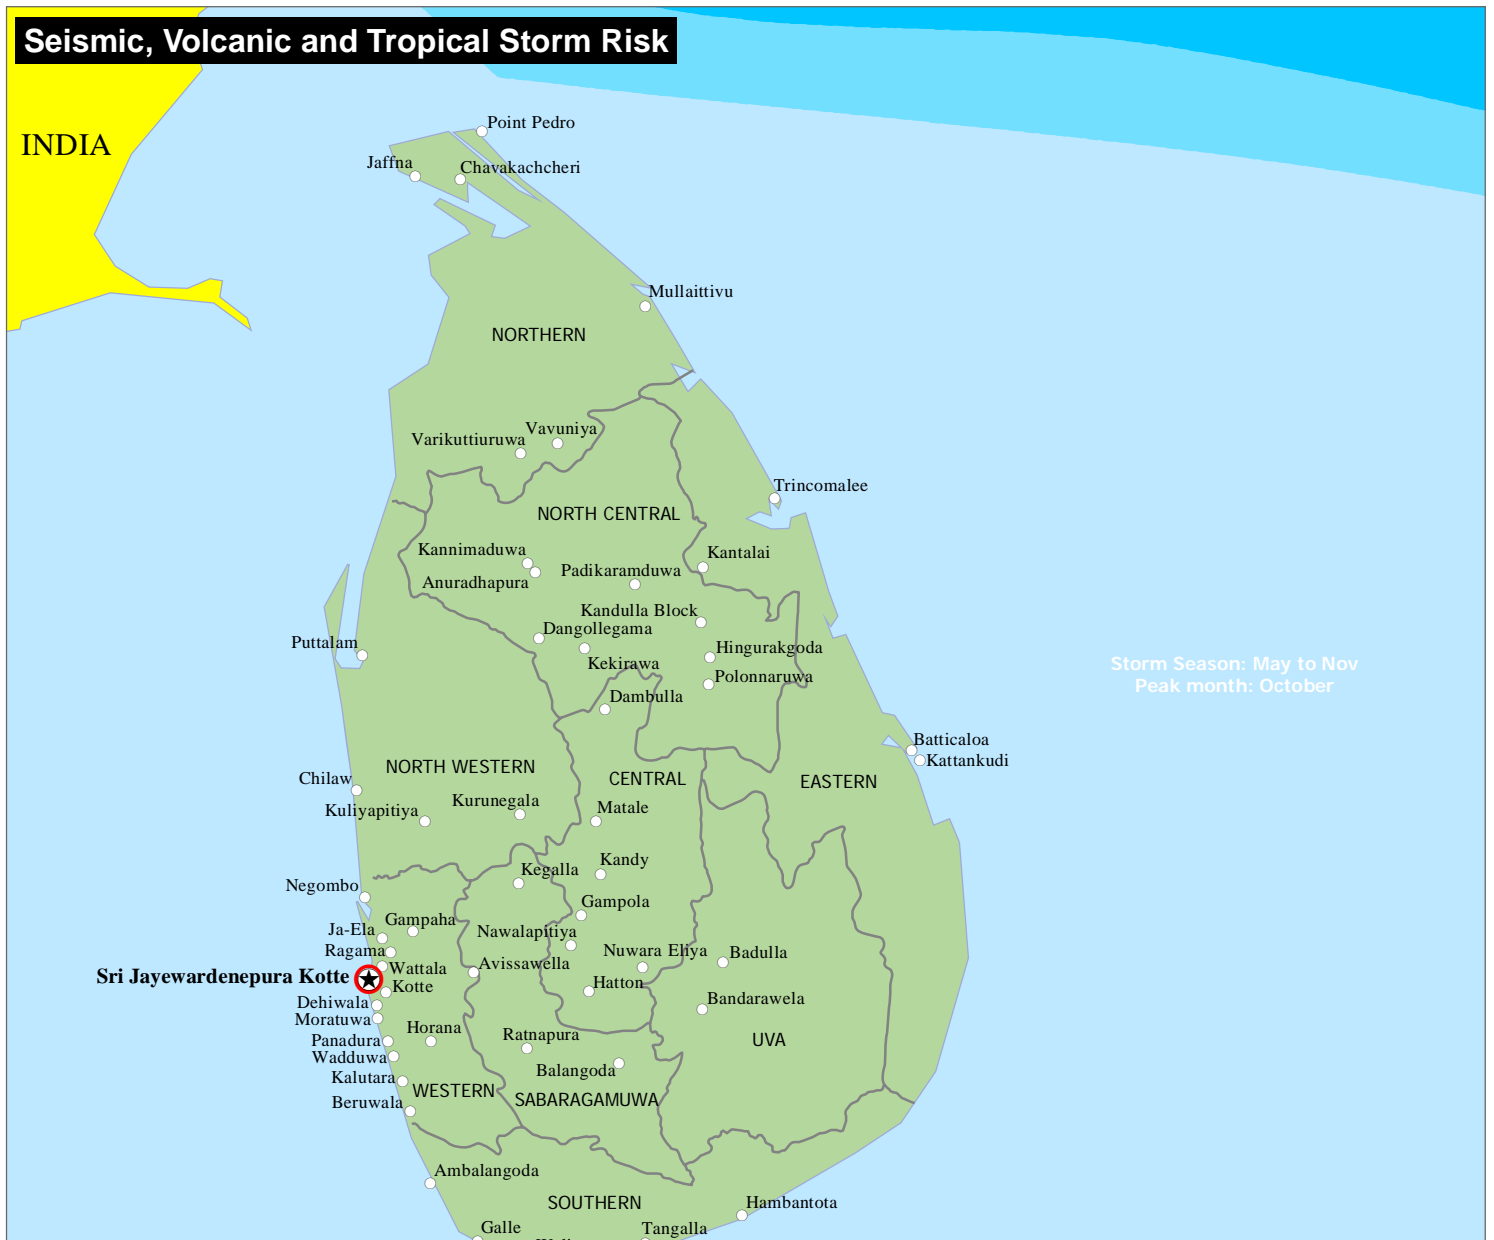 Seismic, Volcanic and Tropical Storm Risk
INDIA
Point Pedro
Jaffna
Chavakachcheri
Mullaittivu
NORTHERN
Vavuniya
Varikuttiuruwa
Trincomalee
NORTH CENTRAL
Kannimaduwa
Kantalai
Anuradhapura
Padikaramduwa
Kandulla Block
Dangollegama
Puttalam
Hingurakgoda
Kekirawa
Storm Season: May to Nov
Peak month: October
Polonnaruwa
Dambulla
Batticaloa
Kattankudi
NORTH WESTERN
Chilaw
CENTRAL
EASTERN
Kurunegala
Kuliyapitiya
Matale
Kandy
Kegalla
Negombo
Gampola
Gampaha
Ja-Ela
Nawalapitiya
Ragama
Nuwara Eliya
Badulla
Wattala
Avissawella
Sri Jayewardenepura Kotte
Kotte
Hatton
Dehiwala
Bandarawela
Moratuwa
Horana
Ratnapura
Panadura
UVA
Wadduwa
Balangoda
Kalutara
WESTERN
SABARAGAMUWA
Beruwala
Ambalangoda
SOUTHERN
Hambantota
Galle
Tangalla